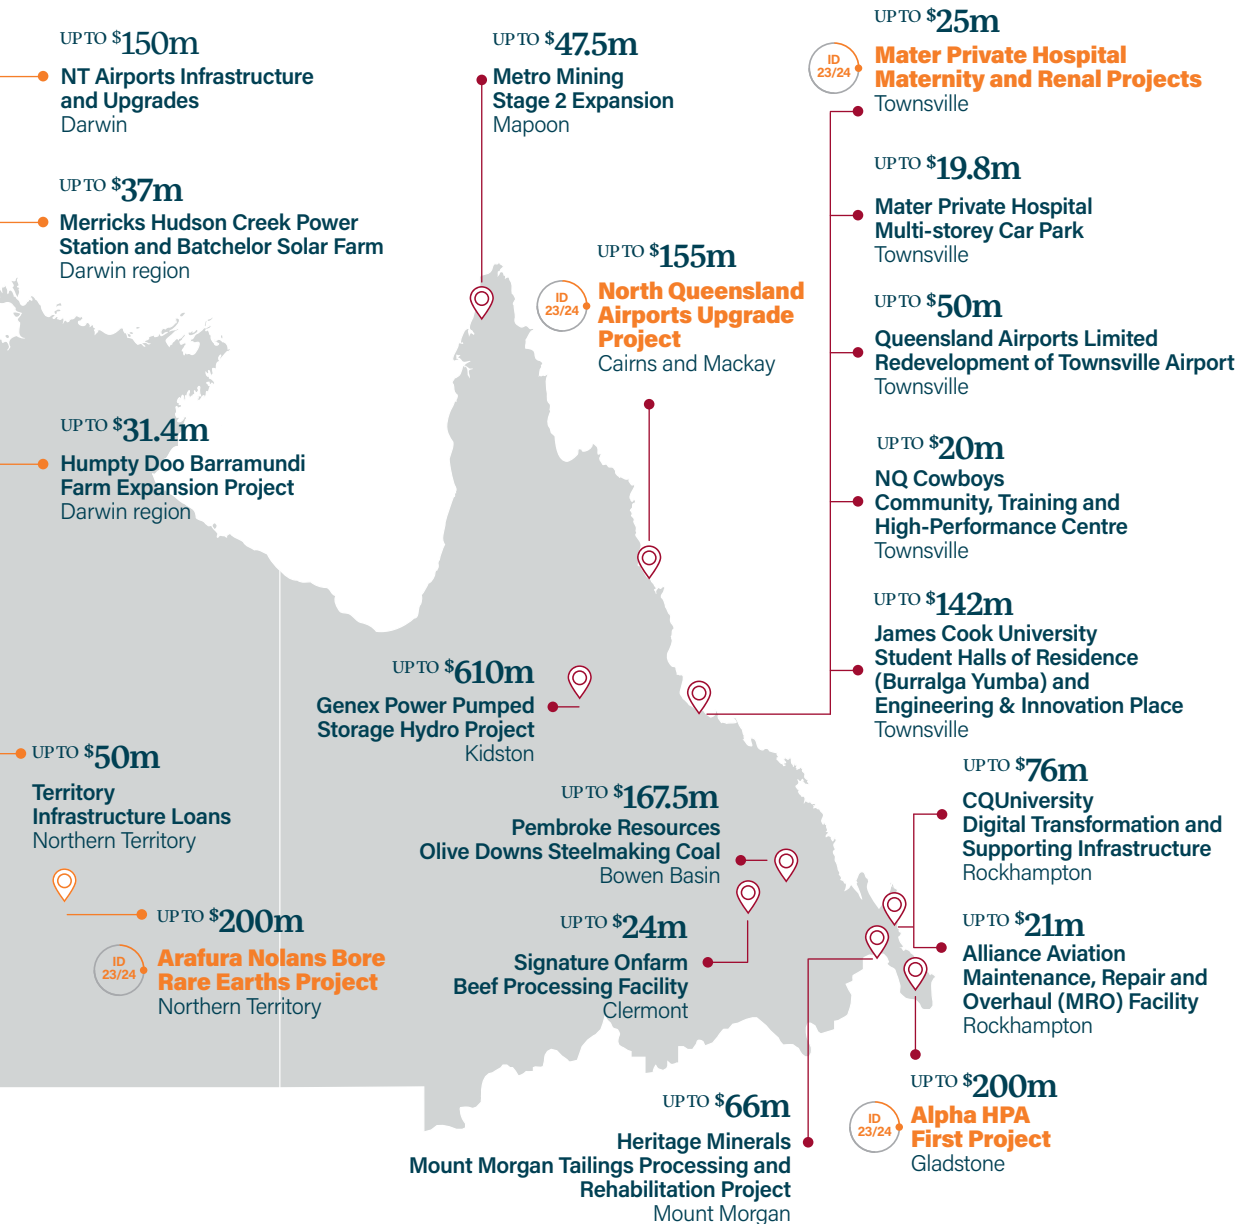 UP TO $150m
NT Airports Infrastructure
and Upgrades
Darwin
UP TO $37m
Merricks Hudson Creek Power
Station and Batchelor Solar Farm
Darwin region
UP TO $31.4m
Humpty Doo Barramundi
Farm Expansion Project
Darwin region
UP TO $50m
Territory
Infrastructure Loans
Northern Territory
UP TO $200m
ID
23/24
Arafura Nolans Bore
Rare Earths Project
Northern Territory
UP TO $47.5m
Metro Mining
Stage 2 Expansion
Mapoon
UP TO $155m
ID
23/24
North Queensland
Airports Upgrade
Project
Cairns and Mackay
UP TO $610m
Genex Power Pumped
Storage Hydro Project
Kidston
UP TO $167.5m
Pembroke Resources
Olive Downs Steelmaking Coal
Bowen Basin
UP TO $24m
Signature Onfarm
Beef Processing Facility
Clermont
UP TO $66m
Heritage Minerals
Mount Morgan Tailings Processing and
Rehabilitation Project
Mount Morgan
UP TO $25m
ID
23/24
Mater Private Hospital
Maternity and Renal Projects
Townsville
UP TO $19.8m
Mater Private Hospital
Multi-storey Car Park
Townsville
UP TO $50m
Queensland Airports Limited
Redevelopment of Townsville Airport
Townsville
UP TO $20m
NQ Cowboys
Community, Training and
High-Performance Centre
Townsville
UP TO $142m
James Cook University
Student Halls of Residence
(Burralga Yumba) and
Engineering & Innovation Place
Townsville
UP TO $76m
CQUniversity
Digital Transformation and
Supporting Infrastructure
Rockhampton
UP TO $21m
Alliance Aviation
Maintenance, Repair and
Overhaul (MRO) Facility
Rockhampton
UP TO $200m
ID
23/24
Alpha HPA
First Project
Gladstone